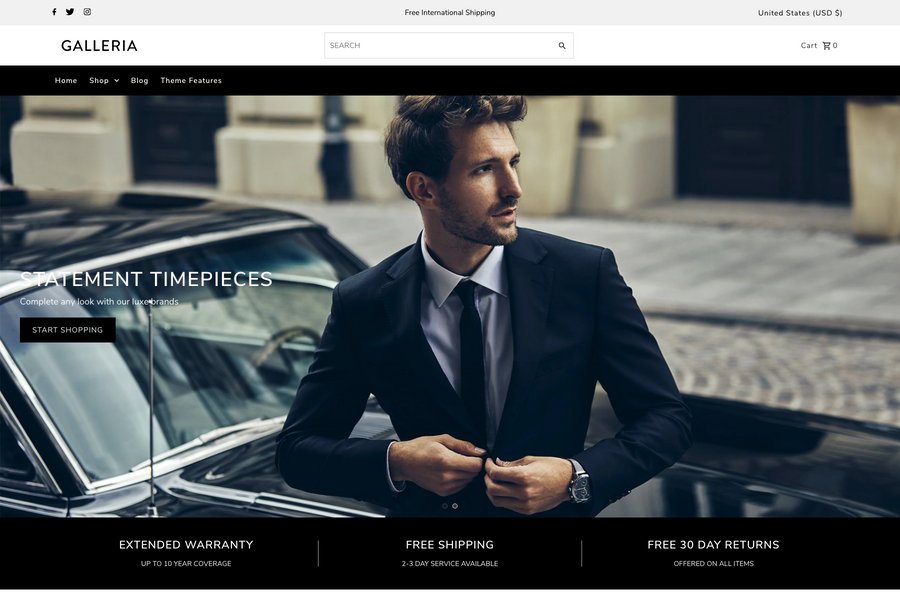 Free International Shipping
United States (USD $)
GALLERIA
SEARCH
Cart 0
Home Shop Blog Theme Features
STATEMENT TIMEPIECES
Complete any look with our luxe brands
START SHOPPING
EXTENDED WARRANTY
UP TO 10 YEAR COVERAGE
FREE SHIPPING
2-3 DAY SERVICE AVAILABLE
FREE 30 DAY RETURNS
OFFERED ON ALL ITEMS